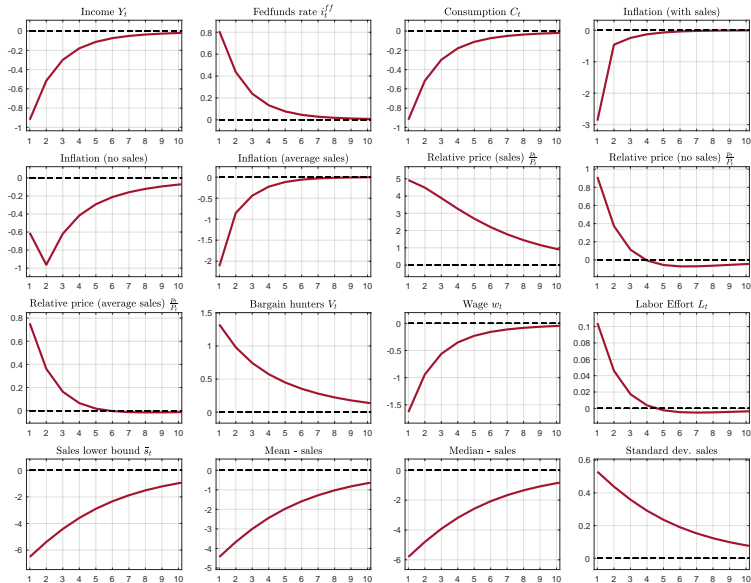 Income Y_t
0
-0.2
-0.4
-0.6
-0.8
-1
1 2 3 4 5 6 7 8 9 10
Fedfunds rate i_t^{ff}
0.8
0.6
0.4
0.2
0
1 2 3 4 5 6 7 8 9 10
Consumption C_t
0
-0.2
-0.4
-0.6
-0.8
-1
1 2 3 4 5 6 7 8 9 10
Inflation (with sales)
0
-1
-2
-3
1 2 3 4 5 6 7 8 9 10
Inflation (no sales)
0
-0.2
-0.4
-0.6
-0.8
-1
1 2 3 4 5 6 7 8 9 10
Inflation (average sales)
0
-0.5
-1
-1.5
-2
1 2 3 4 5 6 7 8 9 10
Relative price (sales)
5
4
3
2
1
0
1 2 3 4 5 6 7 8 9 10
Relative price (no sales)
1
0.8
0.6
0.4
0.2
0
1 2 3 4 5 6 7 8 9 10
Relative price (average sales)
0.8
0.6
0.4
0.2
0
1 2 3 4 5 6 7 8 9 10
Bargain hunters V_t
1.5
1
0.5
0
1 2 3 4 5 6 7 8 9 10
Wage w_t
0
-0.5
-1
-1.5
1 2 3 4 5 6 7 8 9 10
Labor Effort L_t
0.12
0.1
0.08
0.06
0.04
0.02
0
1 2 3 4 5 6 7 8 9 10
Sales lower bound s̄_t
0
-2
-4
-6
1 2 3 4 5 6 7 8 9 10
Mean - sales
0
-1
-2
-3
-4
-5
1 2 3 4 5 6 7 8 9 10
Median - sales
0
-2
-4
-6
1 2 3 4 5 6 7 8 9 10
Standard dev. sales
0.6
0.4
0.2
0
1 2 3 4 5 6 7 8 9 10